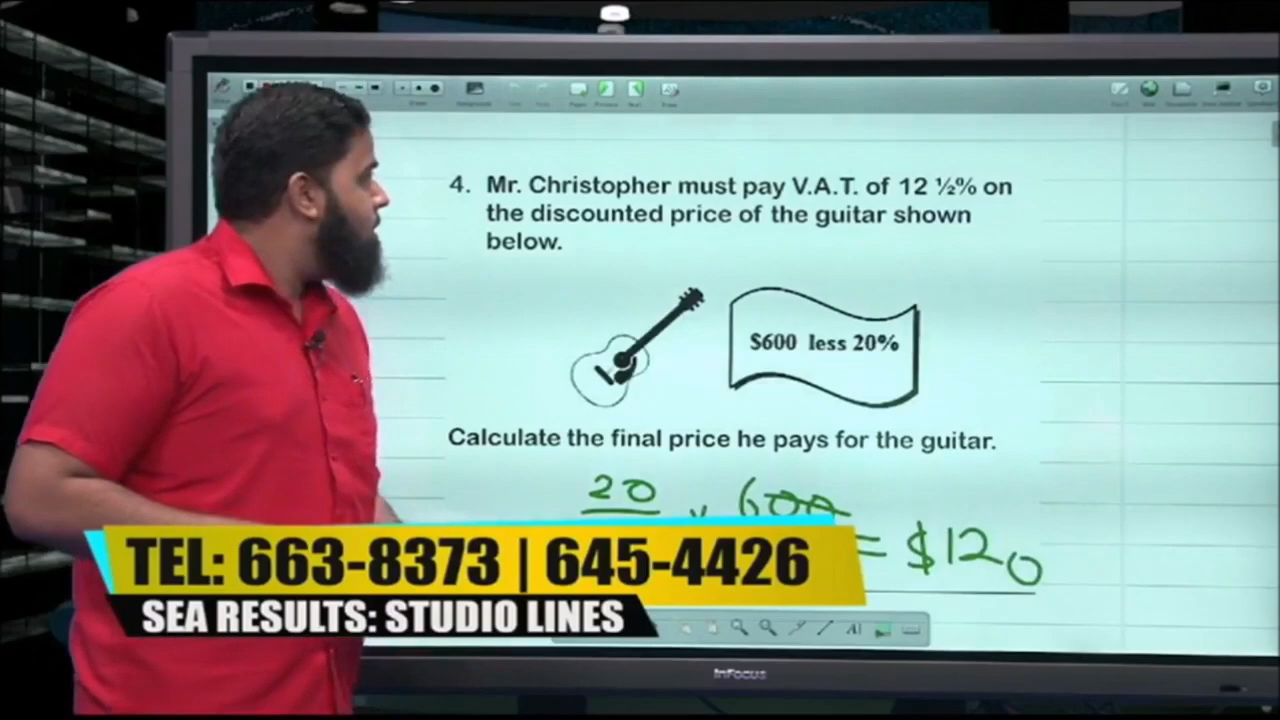 4. Mr. Christopher must pay V.A.T. of 12 ½% on
the discounted price of the guitar shown
below.
$600 less 20%
Calculate the final price he pays for the guitar.
20
600
= $120
TEL: 663-8373 | 645-4426
SEA RESULTS: STUDIO LINES
AI
InFocus